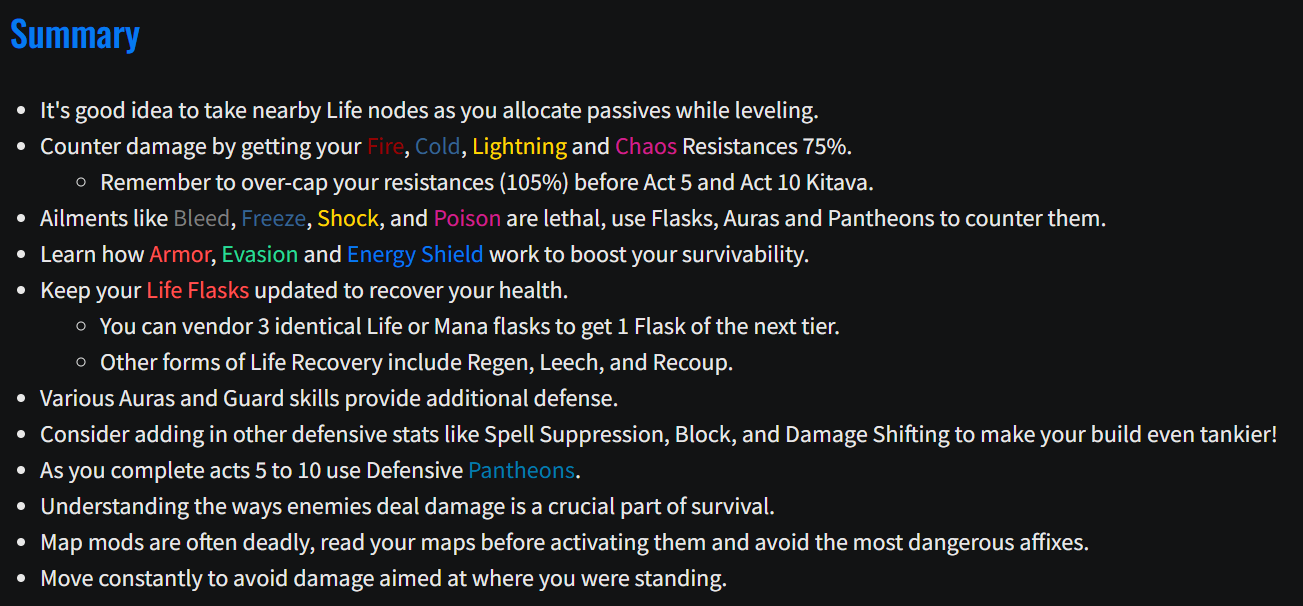 Summary
• It's good idea to take nearby Life nodes as you allocate passives while leveling.
• Counter damage by getting your Fire, Cold, Lightning and Chaos Resistances 75%.
○ Remember to over-cap your resistances (105%) before Act 5 and Act 10 Kitava.
• Ailments like Bleed, Freeze, Shock, and Poison are lethal, use Flasks, Auras and Pantheons to counter them.
• Learn how Armor, Evasion and Energy Shield work to boost your survivability.
• Keep your Life Flasks updated to recover your health.
○ You can vendor 3 identical Life or Mana flasks to get 1 Flask of the next tier.
○ Other forms of Life Recovery include Regen, Leech, and Recoup.
• Various Auras and Guard skills provide additional defense.
• Consider adding in other defensive stats like Spell Suppression, Block, and Damage Shifting to make your build even tankier!
• As you complete acts 5 to 10 use Defensive Pantheons.
• Understanding the ways enemies deal damage is a crucial part of survival.
• Map mods are often deadly, read your maps before activating them and avoid the most dangerous affixes.
• Move constantly to avoid damage aimed at where you were standing.